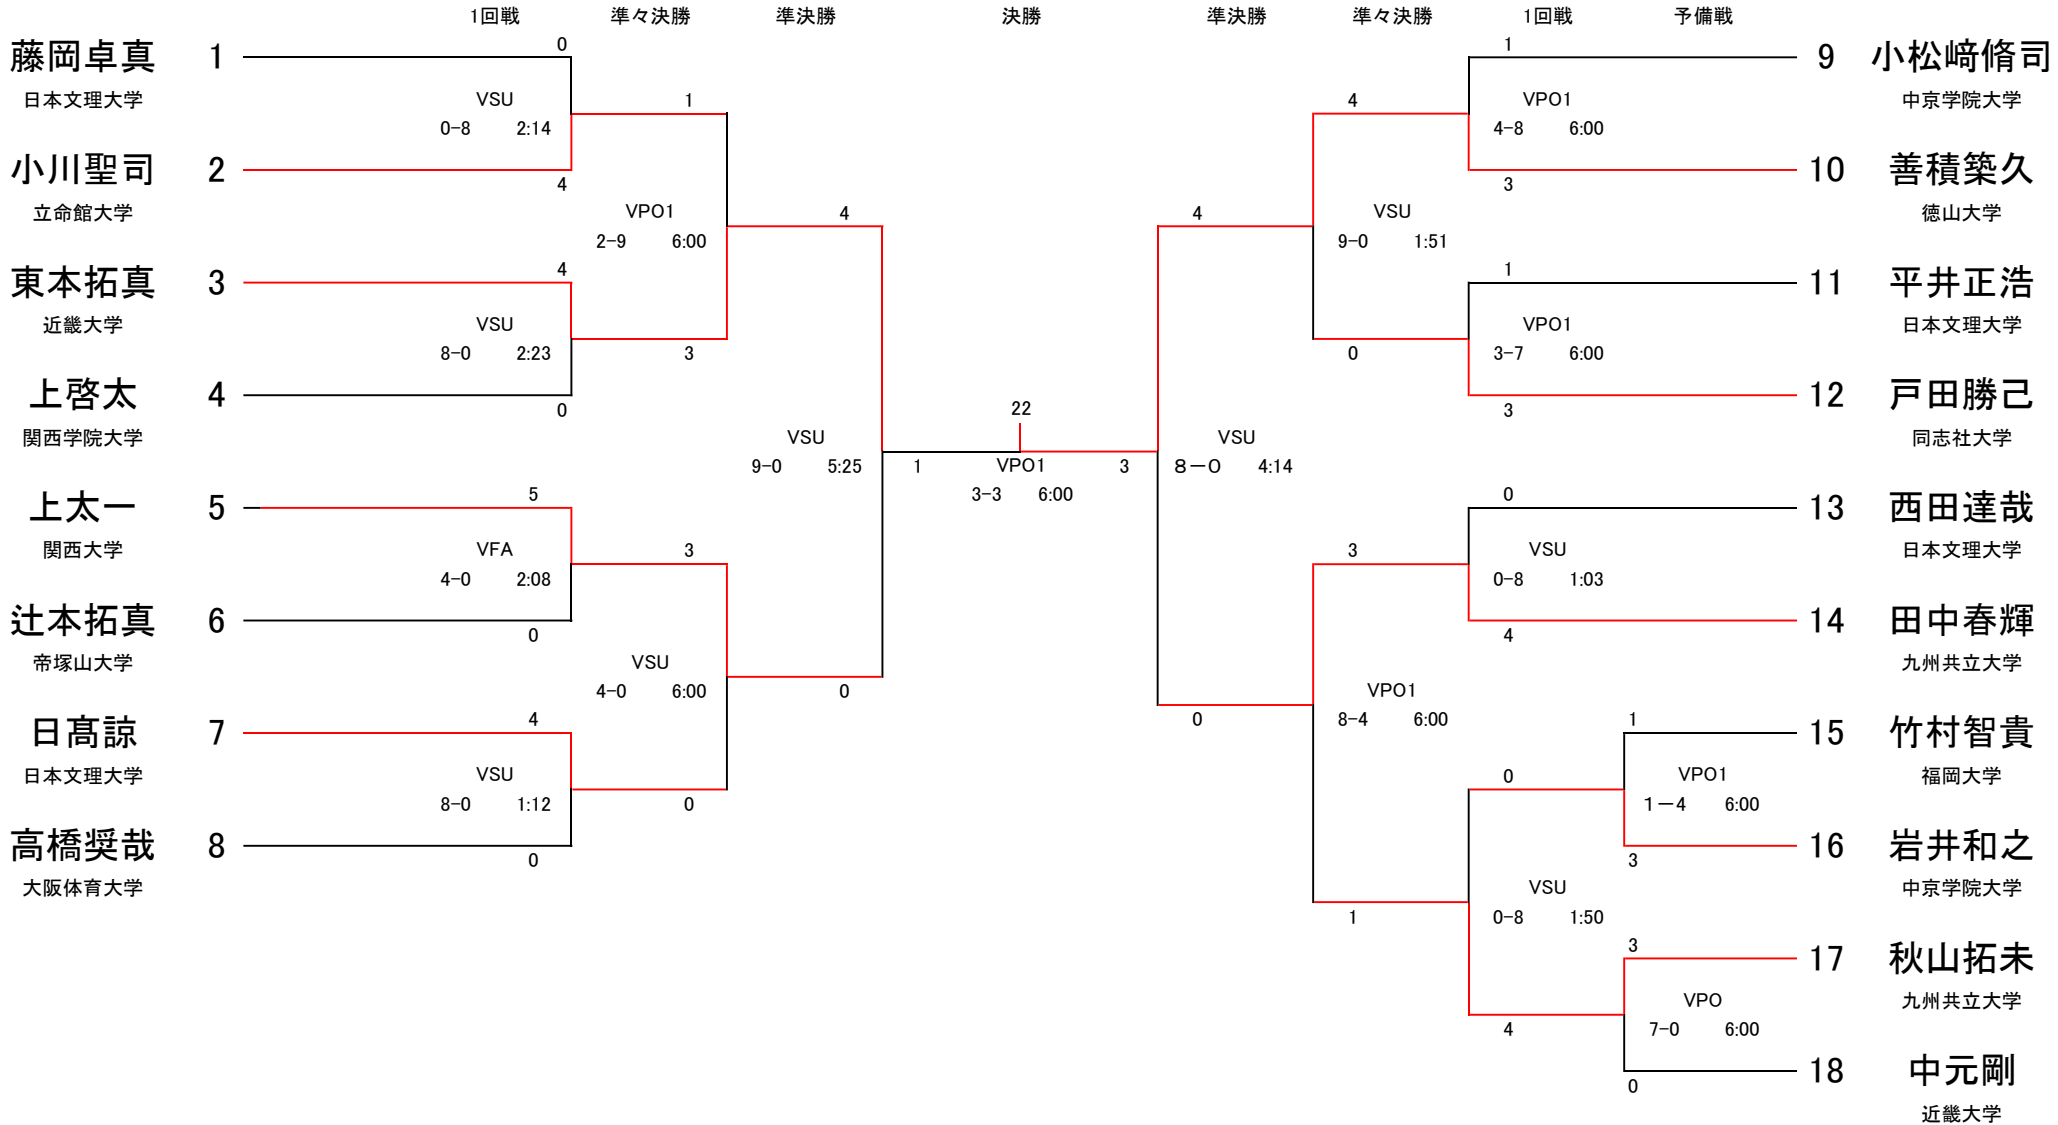 1回戦 準々決勝 準決勝 決勝 準決勝 準々決勝 1回戦 予備戦
0 1
藤岡卓真 1 9 小松﨑脩司
日本文理大学 VSU 1 4 VPO1 中京学院大学
0-8 2:14 4-8 6:00
小川聖司 2 10 善積築久
4 3
立命館大学 VPO1 4 4 VSU 徳山大学
2-9 6:00 9-0 1:51
4 1
東本拓真 3 11 平井正浩
近畿大学 VSU VPO1 日本文理大学
8-0 2:23 3 0 3-7 6:00
上啓太 4 12 戸田勝己
0 22 3
関西学院大学 VSU VSU 同志社大学
9-0 5:25 1 VPO1 3 8－0 4:14
5 3-3 6:00 0
上太一 5 13 西田達哉
関西大学 VFA 3 3 VSU 日本文理大学
4-0 2:08 0-8 1:03
辻本拓真 6 14 田中春輝
0 4
帝塚山大学 VSU VPO1 九州共立大学
4-0 6:00 0
4 0 8-4 6:00 1
日髙諒 7 15 竹村智貴
日本文理大学 VSU 0 VPO1 福岡大学
8-0 1:12 0 1－4 6:00
高橋奨哉 8 16 岩井和之
0 3
大阪体育大学 VSU 中京学院大学
1 0-8 1:50
3
17 秋山拓未
VPO 九州共立大学
4 7-0 6:00
18 中元剛
0
近畿大学